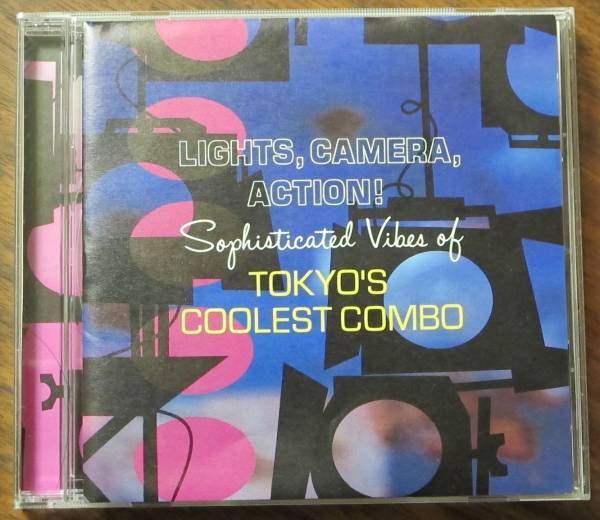 LIGHTS, CAMERA,
ACTION!
Sophisticated Vibes of
TOKYO'S
COOLEST COMBO